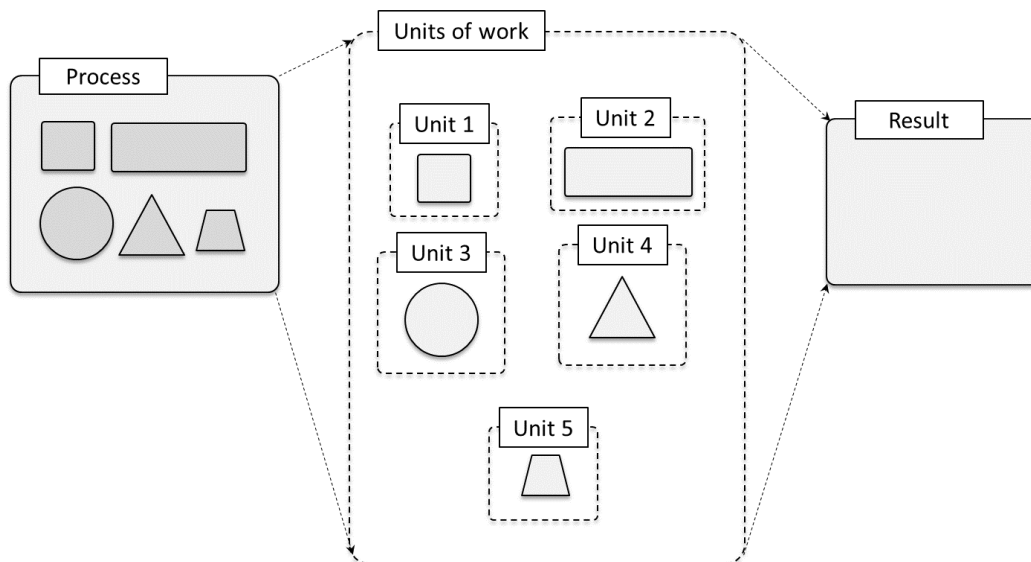 Units of work
Process
Unit 1
Unit 2
Result
Unit 3
Unit 4
Unit 5